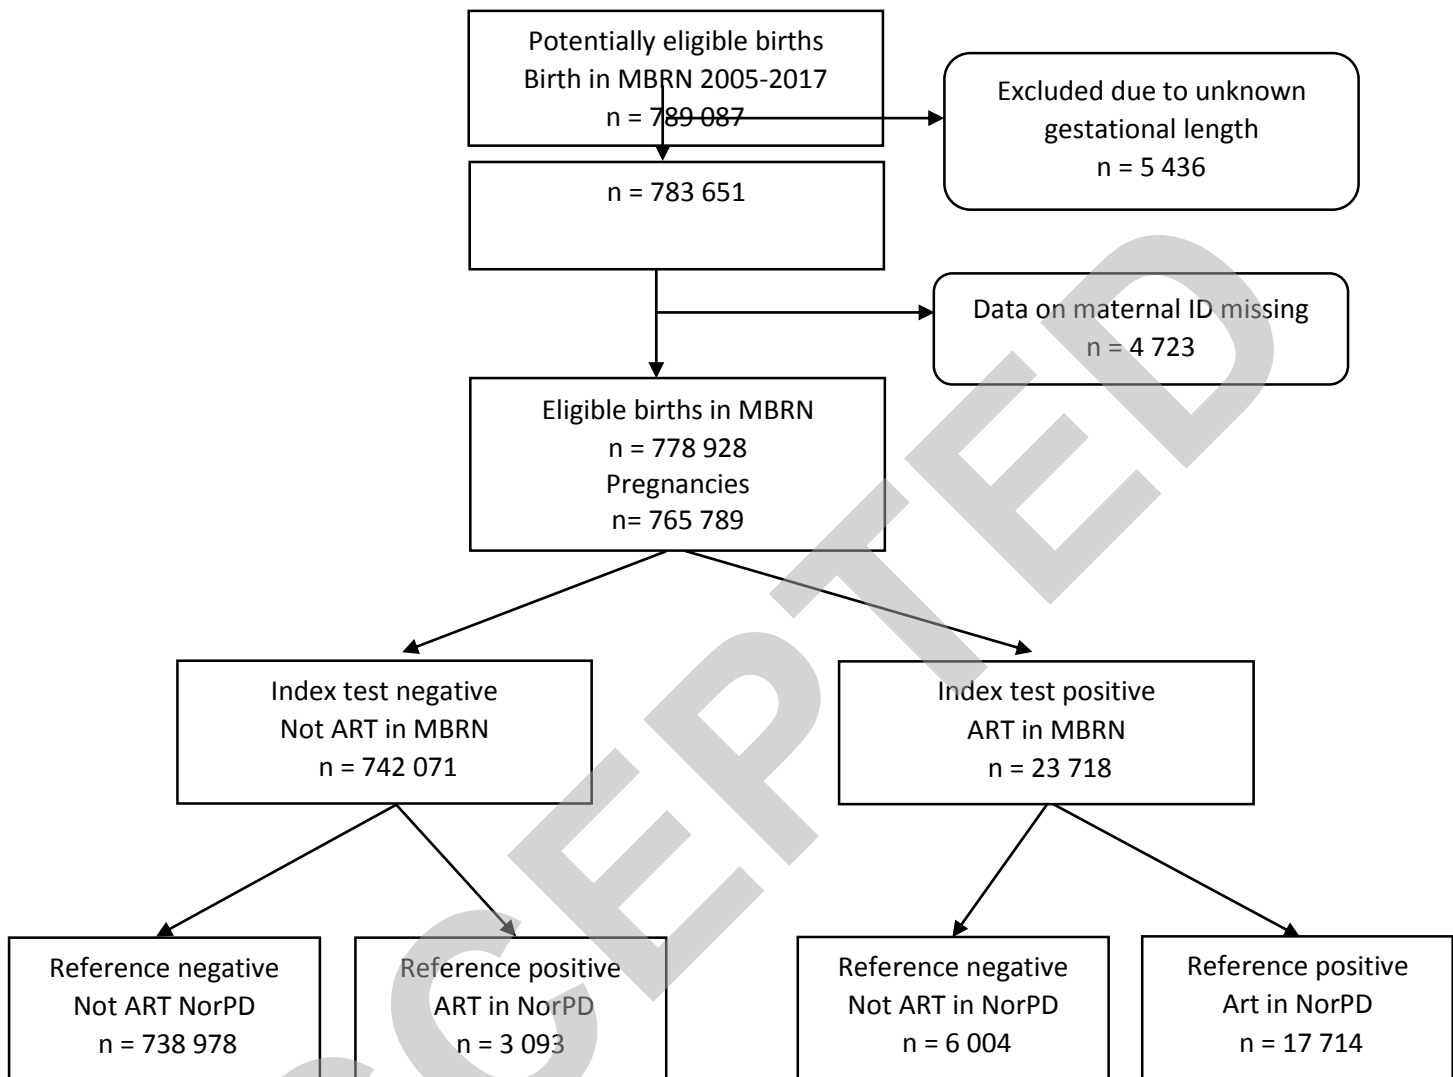 Potentially eligible births
Birth in MBRN 2005-2017
n = 789 087
Excluded due to unknown
gestational length
n = 5 436
n = 783 651
Data on maternal ID missing
n = 4 723
Eligible births in MBRN
n = 778 928
Pregnancies
n= 765 789
Index test negative
Not ART in MBRN
n = 742 071
Index test positive
ART in MBRN
n = 23 718
Reference negative
Not ART NorPD
n = 738 978
Reference positive
ART in NorPD
n = 3 093
Reference negative
Not ART in NorPD
n = 6 004
Reference positive
Art in NorPD
n = 17 714
CCEPTED